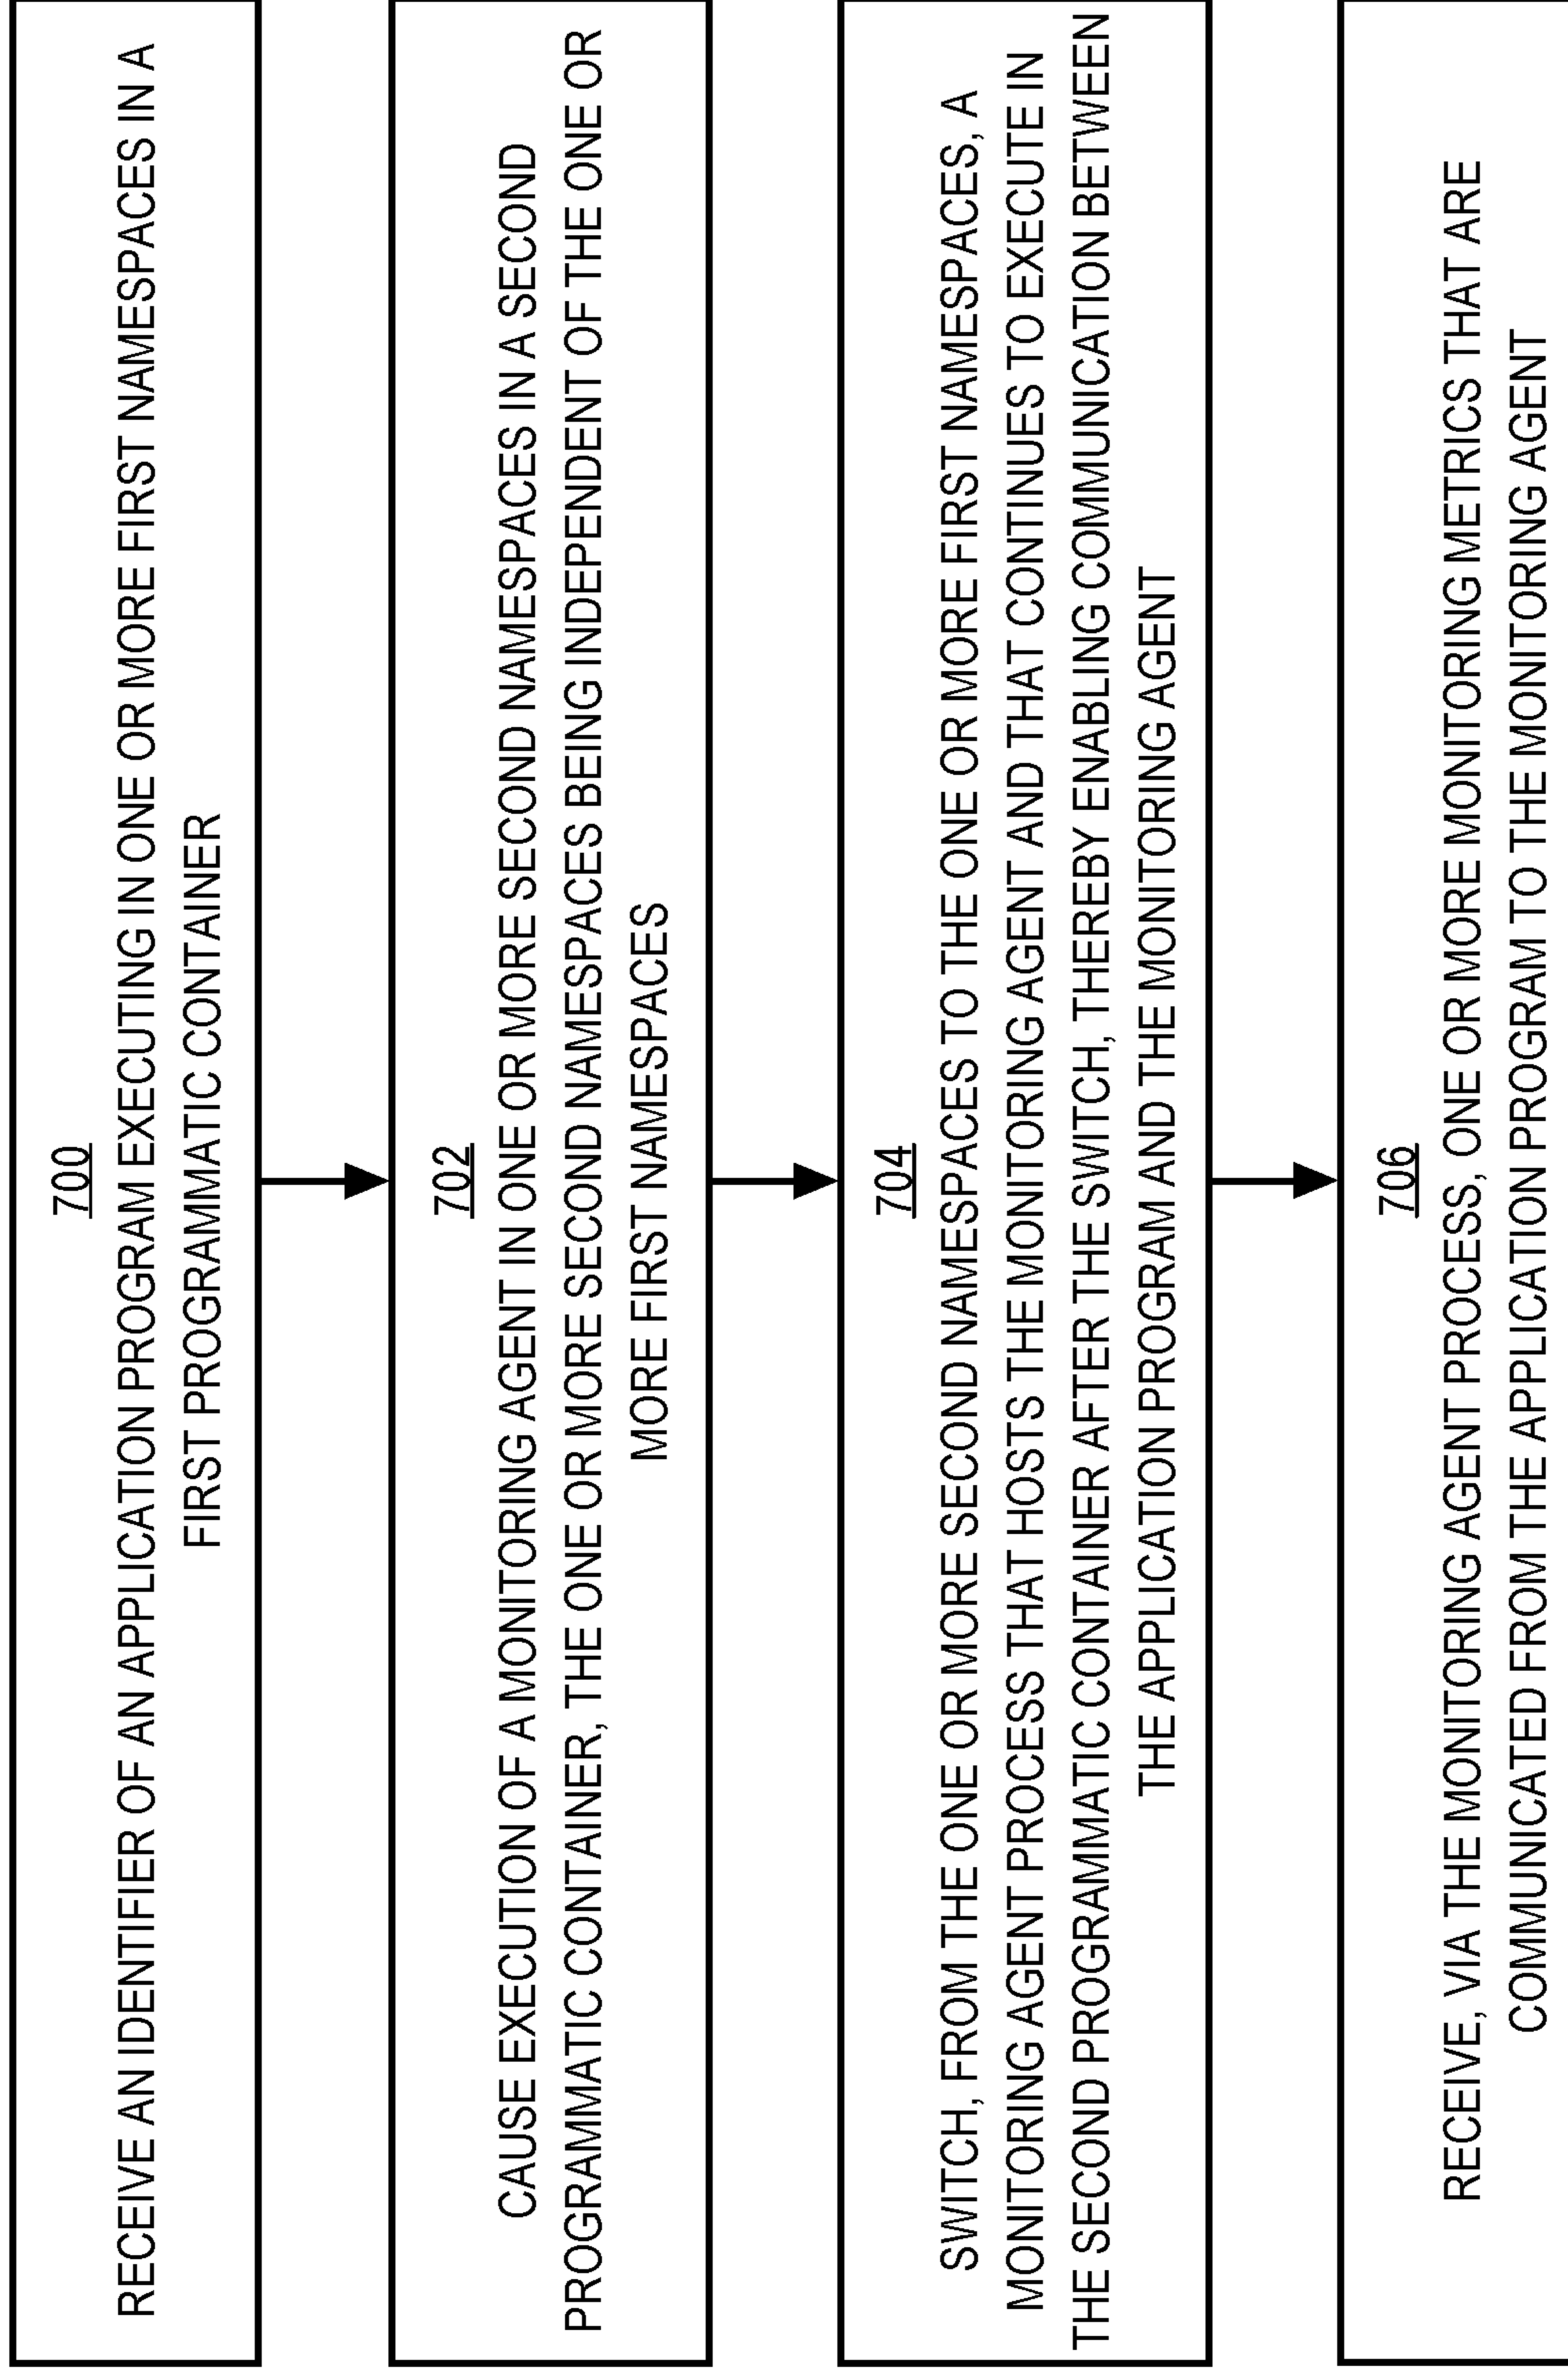 700
RECEIVE AN IDENTIFIER OF AN APPLICATION PROGRAM EXECUTING IN ONE OR MORE FIRST NAMESPACES IN A
FIRST PROGRAMMATIC CONTAINER
702
CAUSE EXECUTION OF A MONITORING AGENT IN ONE OR MORE SECOND NAMESPACES IN A SECOND
PROGRAMMATIC CONTAINER, THE ONE OR MORE SECOND NAMESPACES BEING INDEPENDENT OF THE ONE OR
MORE FIRST NAMESPACES
704
SWITCH, FROM THE ONE OR MORE SECOND NAMESPACES TO THE ONE OR MORE FIRST NAMESPACES, A
MONITORING AGENT PROCESS THAT HOSTS THE MONITORING AGENT AND THAT CONTINUES TO EXECUTE IN
THE SECOND PROGRAMMATIC CONTAINER AFTER THE SWITCH, THEREBY ENABLING COMMUNICATION BETWEEN
THE APPLICATION PROGRAM AND THE MONITORING AGENT
706
RECEIVE, VIA THE MONITORING AGENT PROCESS, ONE OR MORE MONITORING METRICS THAT ARE
COMMUNICATED FROM THE APPLICATION PROGRAM TO THE MONITORING AGENT